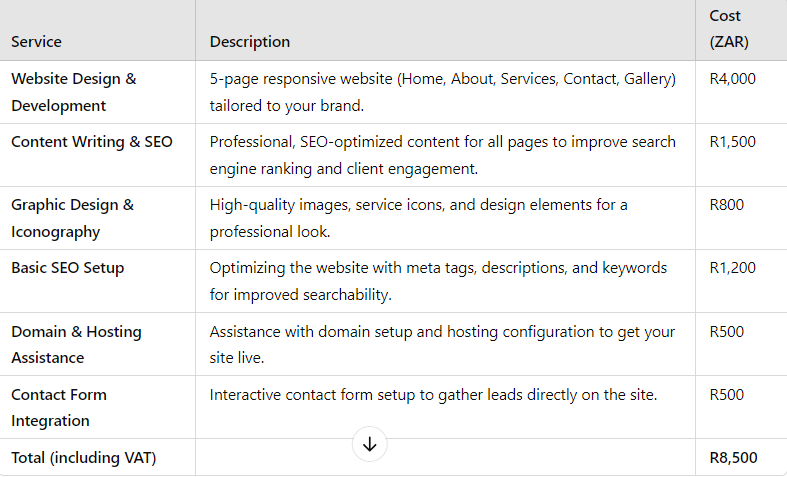 Service Description Cost (ZAR)
Website Design & Development 5-page responsive website (Home, About, Services, Contact, Gallery) tailored to your brand. R4,000
Content Writing & SEO Professional, SEO-optimized content for all pages to improve search engine ranking and client engagement. R1,500
Graphic Design & Iconography High-quality images, service icons, and design elements for a professional look. R800
Basic SEO Setup Optimizing the website with meta tags, descriptions, and keywords for improved searchability. R1,200
Domain & Hosting Assistance Assistance with domain setup and hosting configuration to get your site live. R500
Contact Form Integration Interactive contact form setup to gather leads directly on the site. R500
Total (including VAT) R8,500